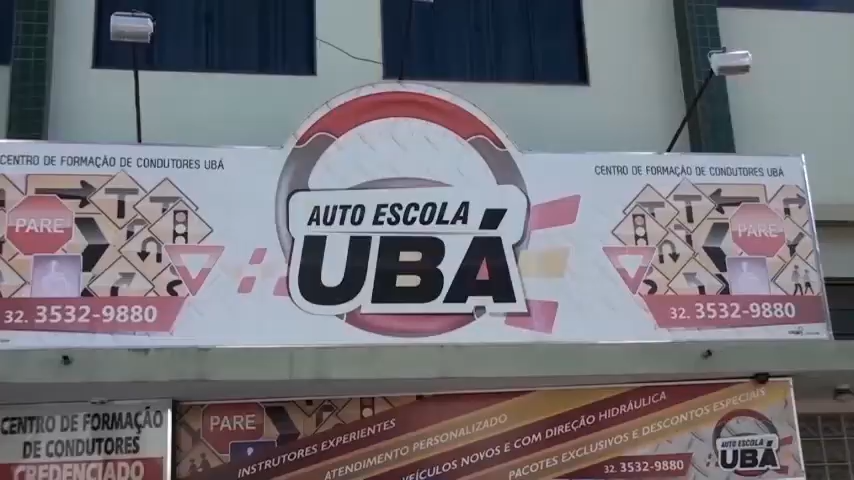 CENTRO DE FORMAÇÃO DE CONDUTORES UBÁ
CENTRO DE FORMAÇÃO DE CONDUTORES UBÁ
PARE
PARE
AUTO ESCOLA
UBÁ
32. 3532-9880
32. 3532-9880
CENTRO DE FORMAÇÃO
DE CONDUTORES
CREDENCIADO
PARE
INSTRUTORES EXPERIENTES
ATENDIMENTO PERSONALIZADO
VEÍCULOS NOVOS E COM DIREÇÃO HIDRÁULICA
PACOTES EXCLUSIVOS E DESCONTOS ESPECIAIS
32. 3532-9880
AUTO ESCOLA
UBÁ